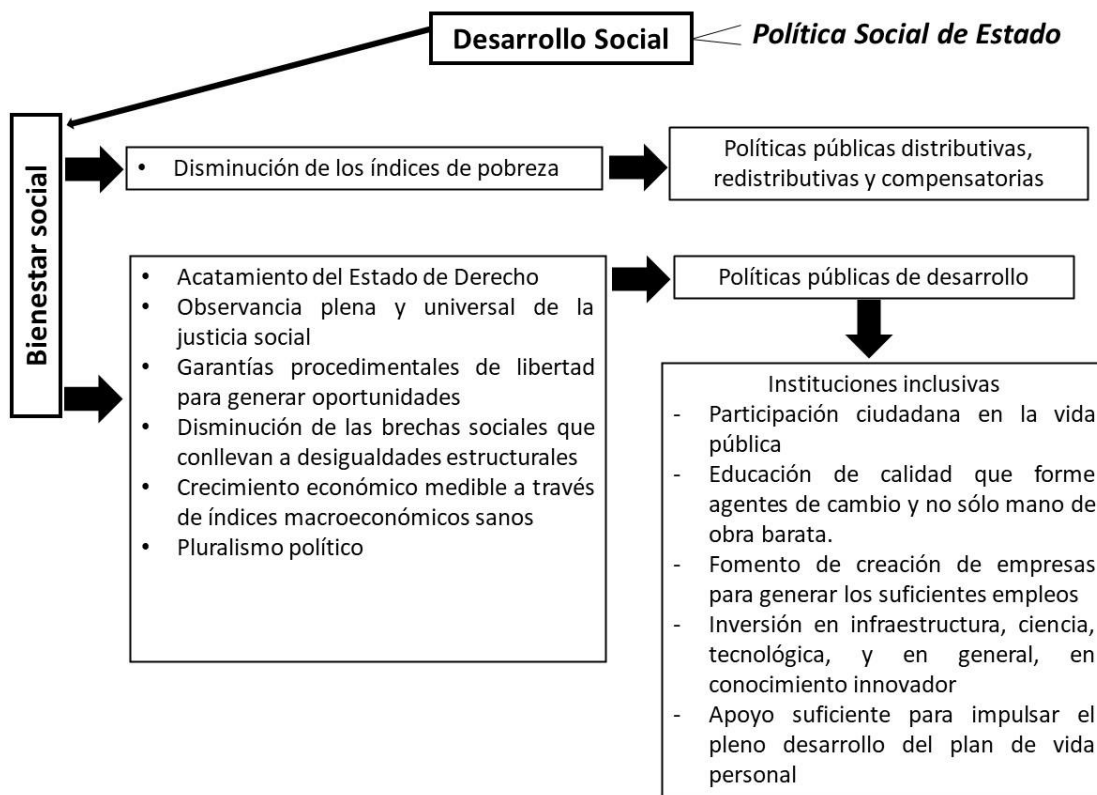 Desarrollo Social
Política Social de Estado
Bienestar social
• Disminución de los índices de pobreza
Políticas públicas distributivas,
redistributivas y compensatorias
• Acatamiento del Estado de Derecho
• Observancia plena y universal de la
justicia social
• Garantías procedimentales de libertad
para generar oportunidades
• Disminución de las brechas sociales que
conllevan a desigualdades estructurales
• Crecimiento económico medible a través
de índices macroeconómicos sanos
• Pluralismo político
Políticas públicas de desarrollo
Instituciones inclusivas
- Participación ciudadana en la vida
pública
- Educación de calidad que forme
agentes de cambio y no sólo mano de
obra barata.
- Fomento de creación de empresas
para generar los suficientes empleos
- Inversión en infraestructura, ciencia,
tecnológica, y en general, en
conocimiento innovador
- Apoyo suficiente para impulsar el
pleno desarrollo del plan de vida
personal